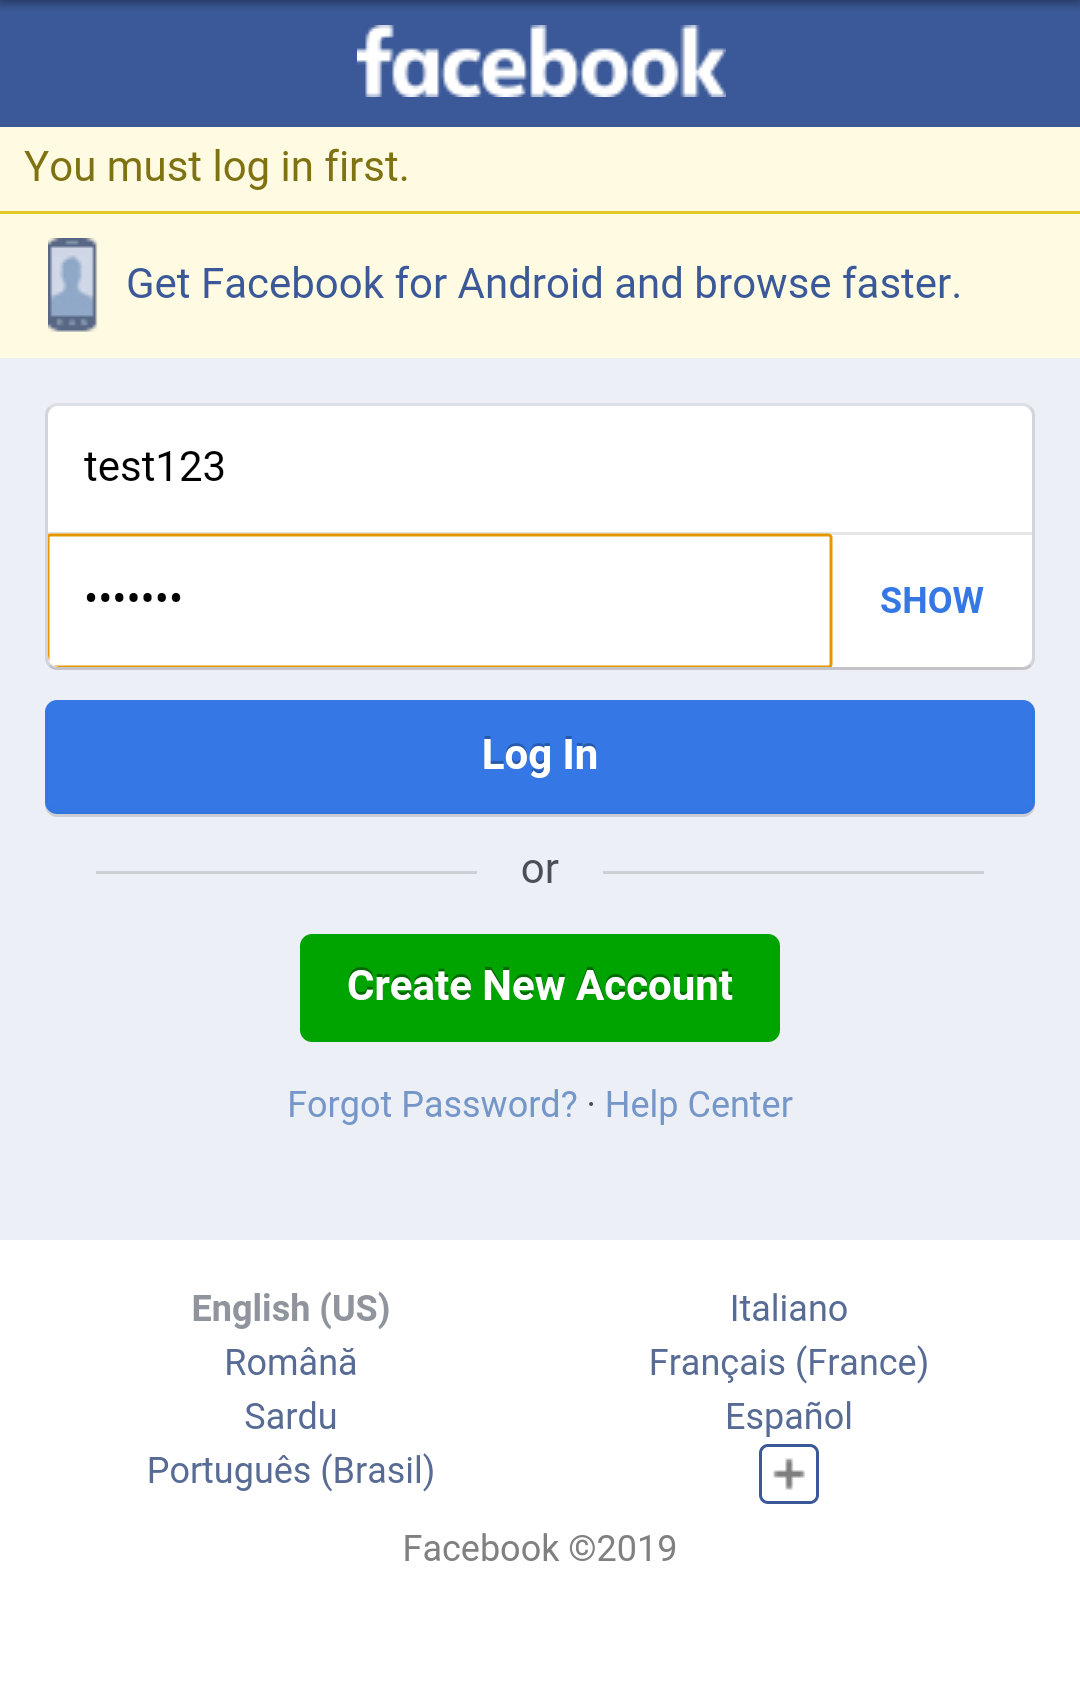 facebook
You must log in first.
Get Facebook for Android and browse faster.
test123
•••••••
SHOW
Log In
or
Create New Account
Forgot Password? · Help Center
English (US)
Italiano
Română
Français (France)
Sardu
Español
Português (Brasil)
+
Facebook ©2019